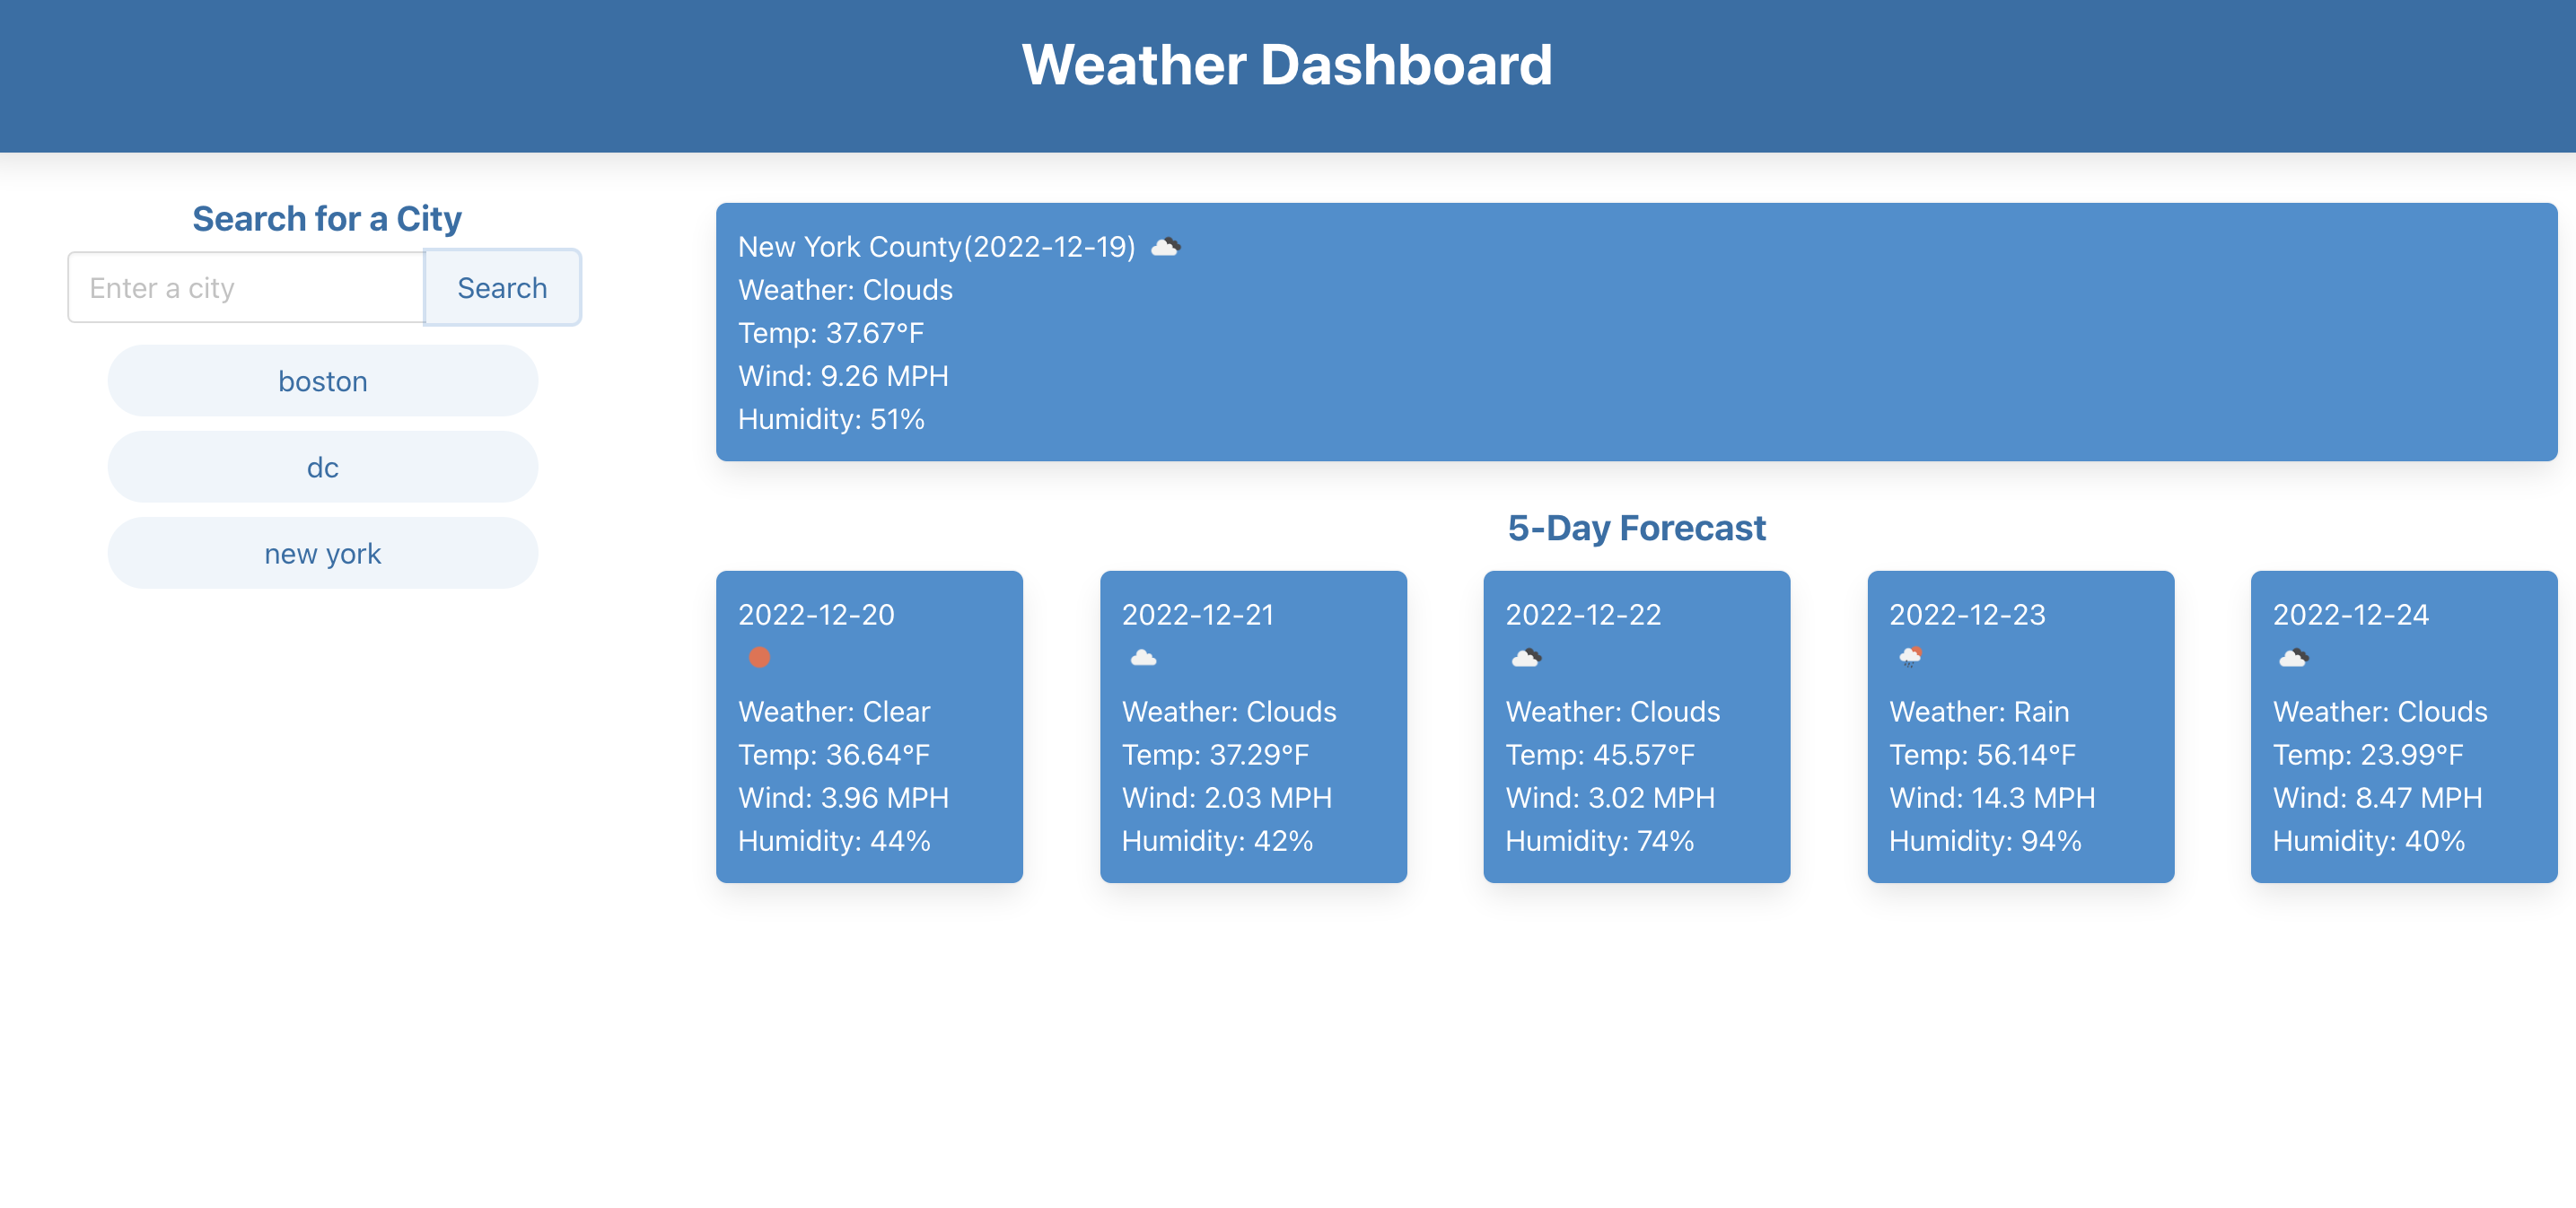 Weather Dashboard
Search for a City
Enter a city
Search
boston
dc
new york
New York County(2022-12-19)
Weather: Clouds
Temp: 37.67°F
Wind: 9.26 MPH
Humidity: 51%
5-Day Forecast
2022-12-20
Weather: Clear
Temp: 36.64°F
Wind: 3.96 MPH
Humidity: 44%
2022-12-21
Weather: Clouds
Temp: 37.29°F
Wind: 2.03 MPH
Humidity: 42%
2022-12-22
Weather: Clouds
Temp: 45.57°F
Wind: 3.02 MPH
Humidity: 74%
2022-12-23
Weather: Rain
Temp: 56.14°F
Wind: 14.3 MPH
Humidity: 94%
2022-12-24
Weather: Clouds
Temp: 23.99°F
Wind: 8.47 MPH
Humidity: 40%